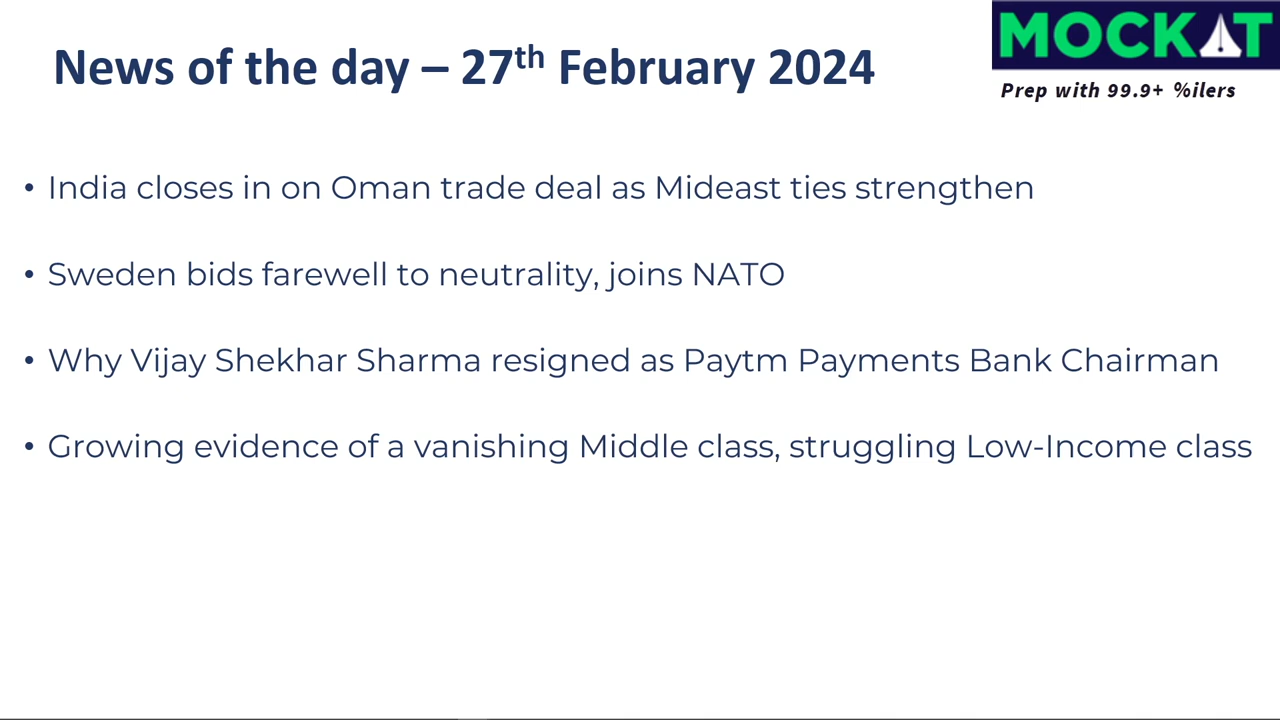 MOCKAT
News of the day – 27th February 2024
Prep with 99.9+ %ilers
• India closes in on Oman trade deal as Mideast ties strengthen
• Sweden bids farewell to neutrality, joins NATO
• Why Vijay Shekhar Sharma resigned as Paytm Payments Bank Chairman
• Growing evidence of a vanishing Middle class, struggling Low-Income class